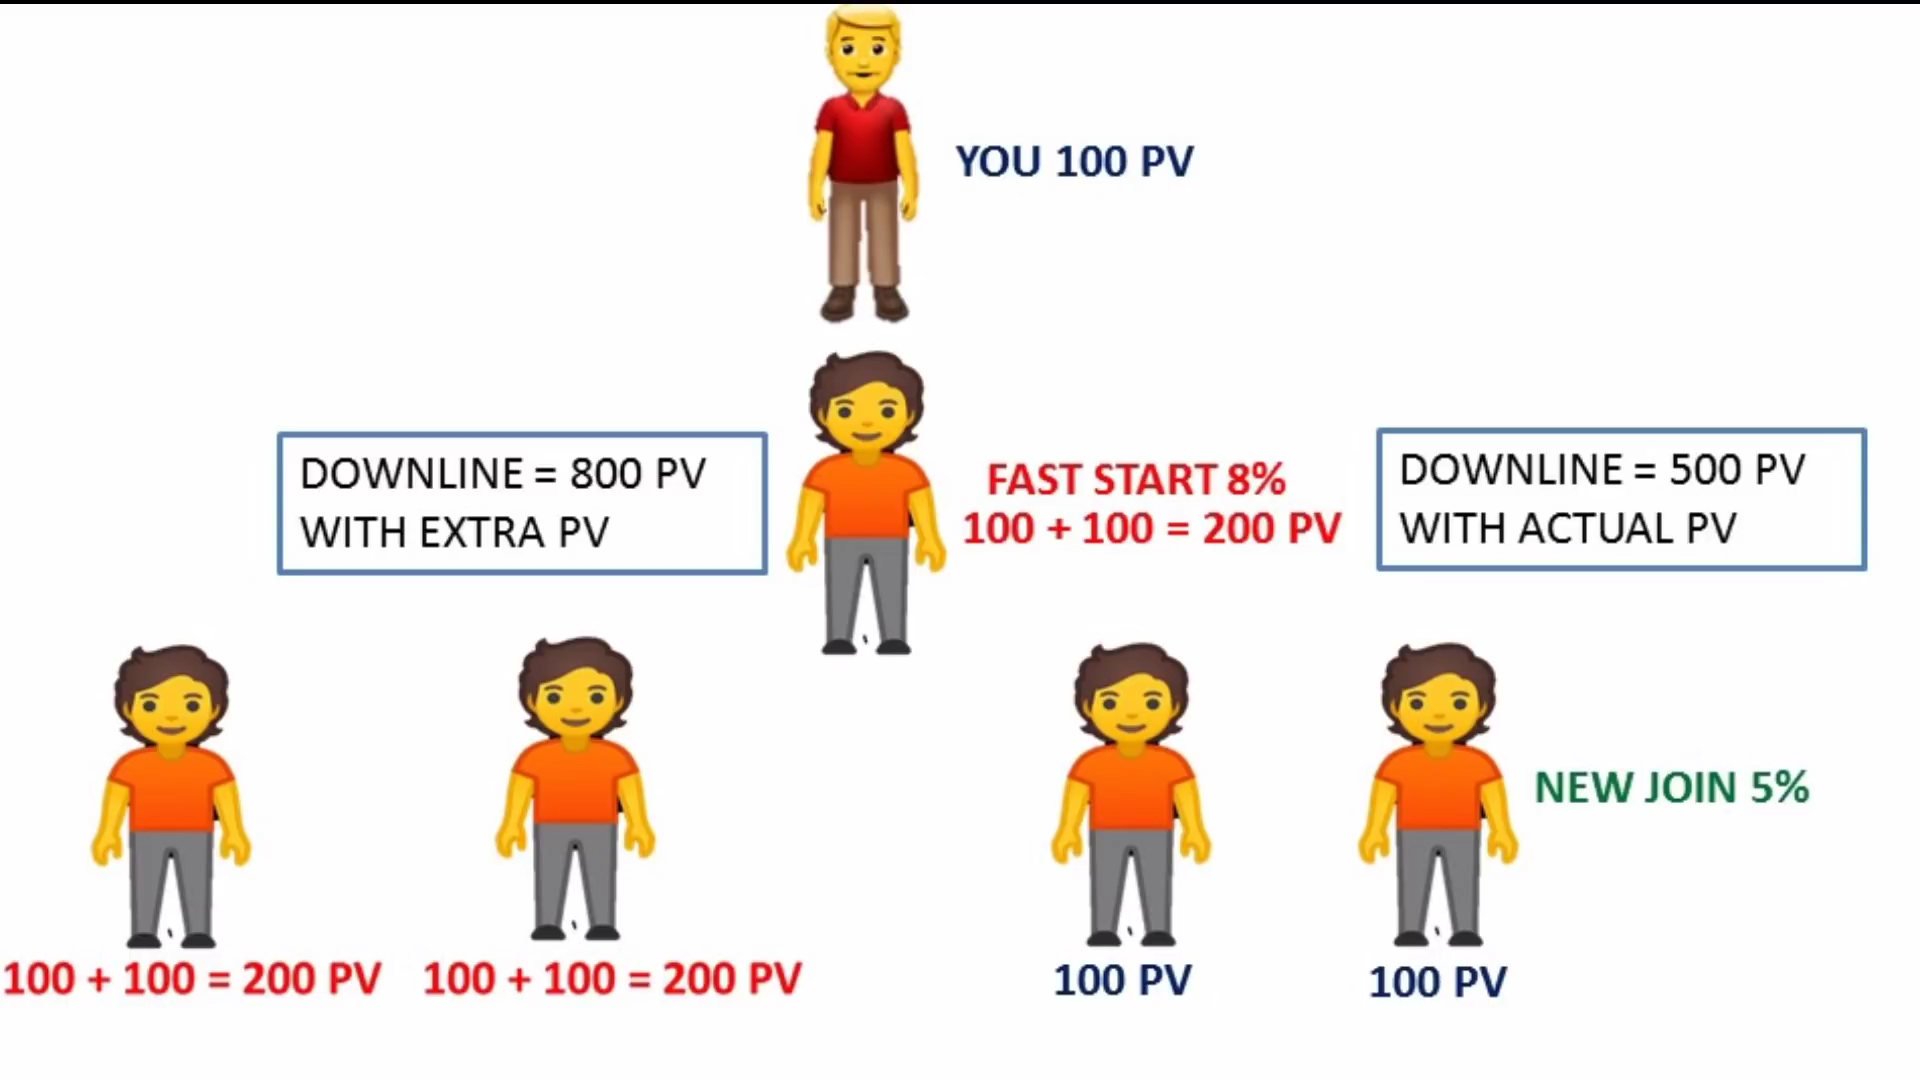 YOU 100 PV
DOWNLINE = 800 PV
WITH EXTRA PV
FAST START 8%
100 + 100 = 200 PV
DOWNLINE = 500 PV
WITH ACTUAL PV
NEW JOIN 5%
100 + 100 = 200 PV
100 + 100 = 200 PV
100 PV
100 PV